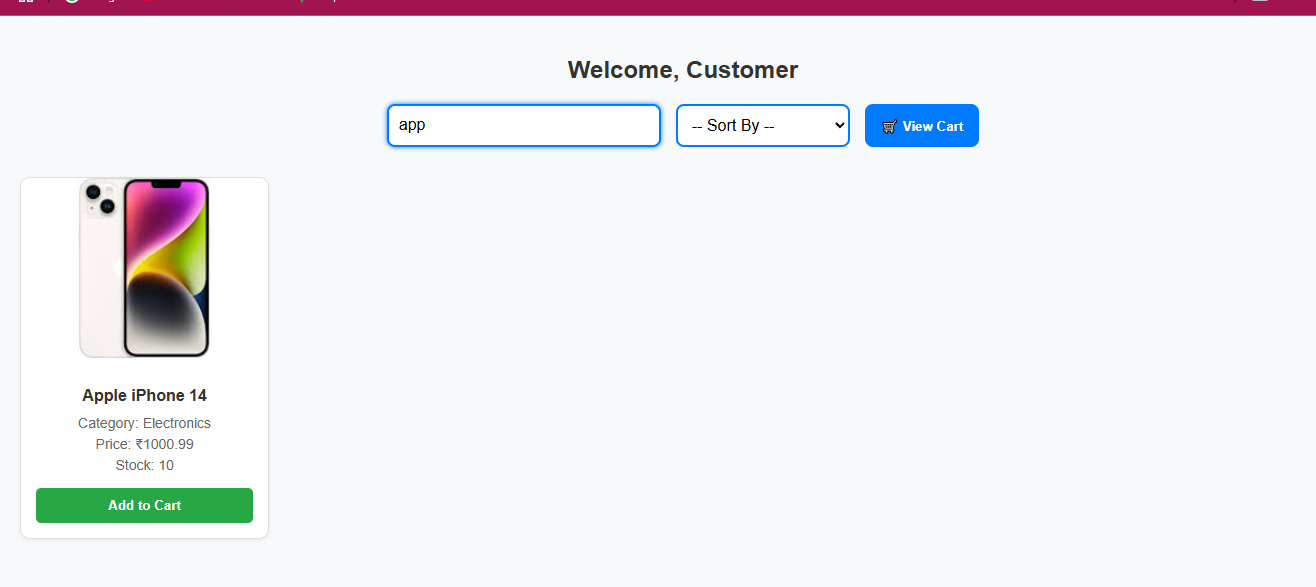 Welcome, Customer
app
-- Sort By --
View Cart
Apple iPhone 14
Category: Electronics
Price: ₹1000.99
Stock: 10
Add to Cart